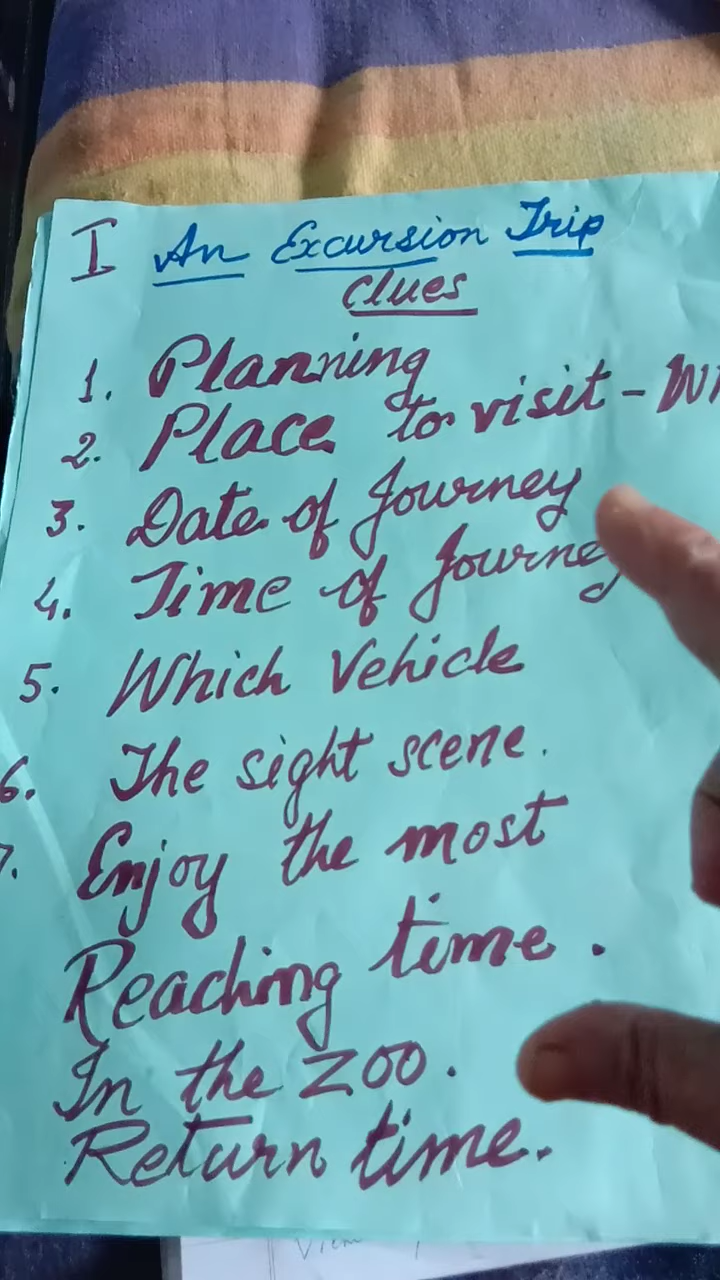 I An Excursion Trip
Clues
1. Planning
2. Place to visit -
3. Date of Journey
4. Time of Journey
5. Which Vehicle
6. The sight scene.
7. Enjoy the most
Reaching time.
In the zoo.
Return time.